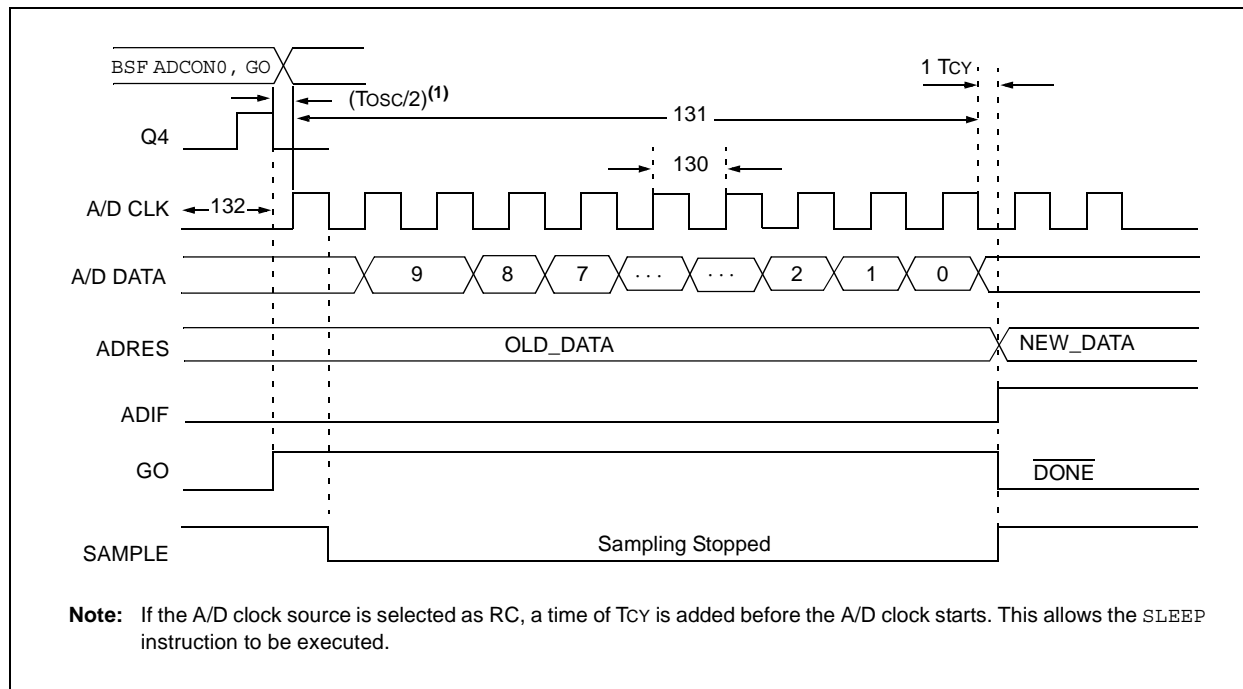 BSF ADCON0, GO
1 TCY
(TOSC/2)(1)
131
Q4
130
A/D CLK
132
A/D DATA
9
8
7
. . .
. . .
2
1
0
ADRES
OLD_DATA
NEW_DATA
ADIF
GO
DONE
SAMPLE
Sampling Stopped
Note: If the A/D clock source is selected as RC, a time of TCY is added before the A/D clock starts. This allows the SLEEP
instruction to be executed.